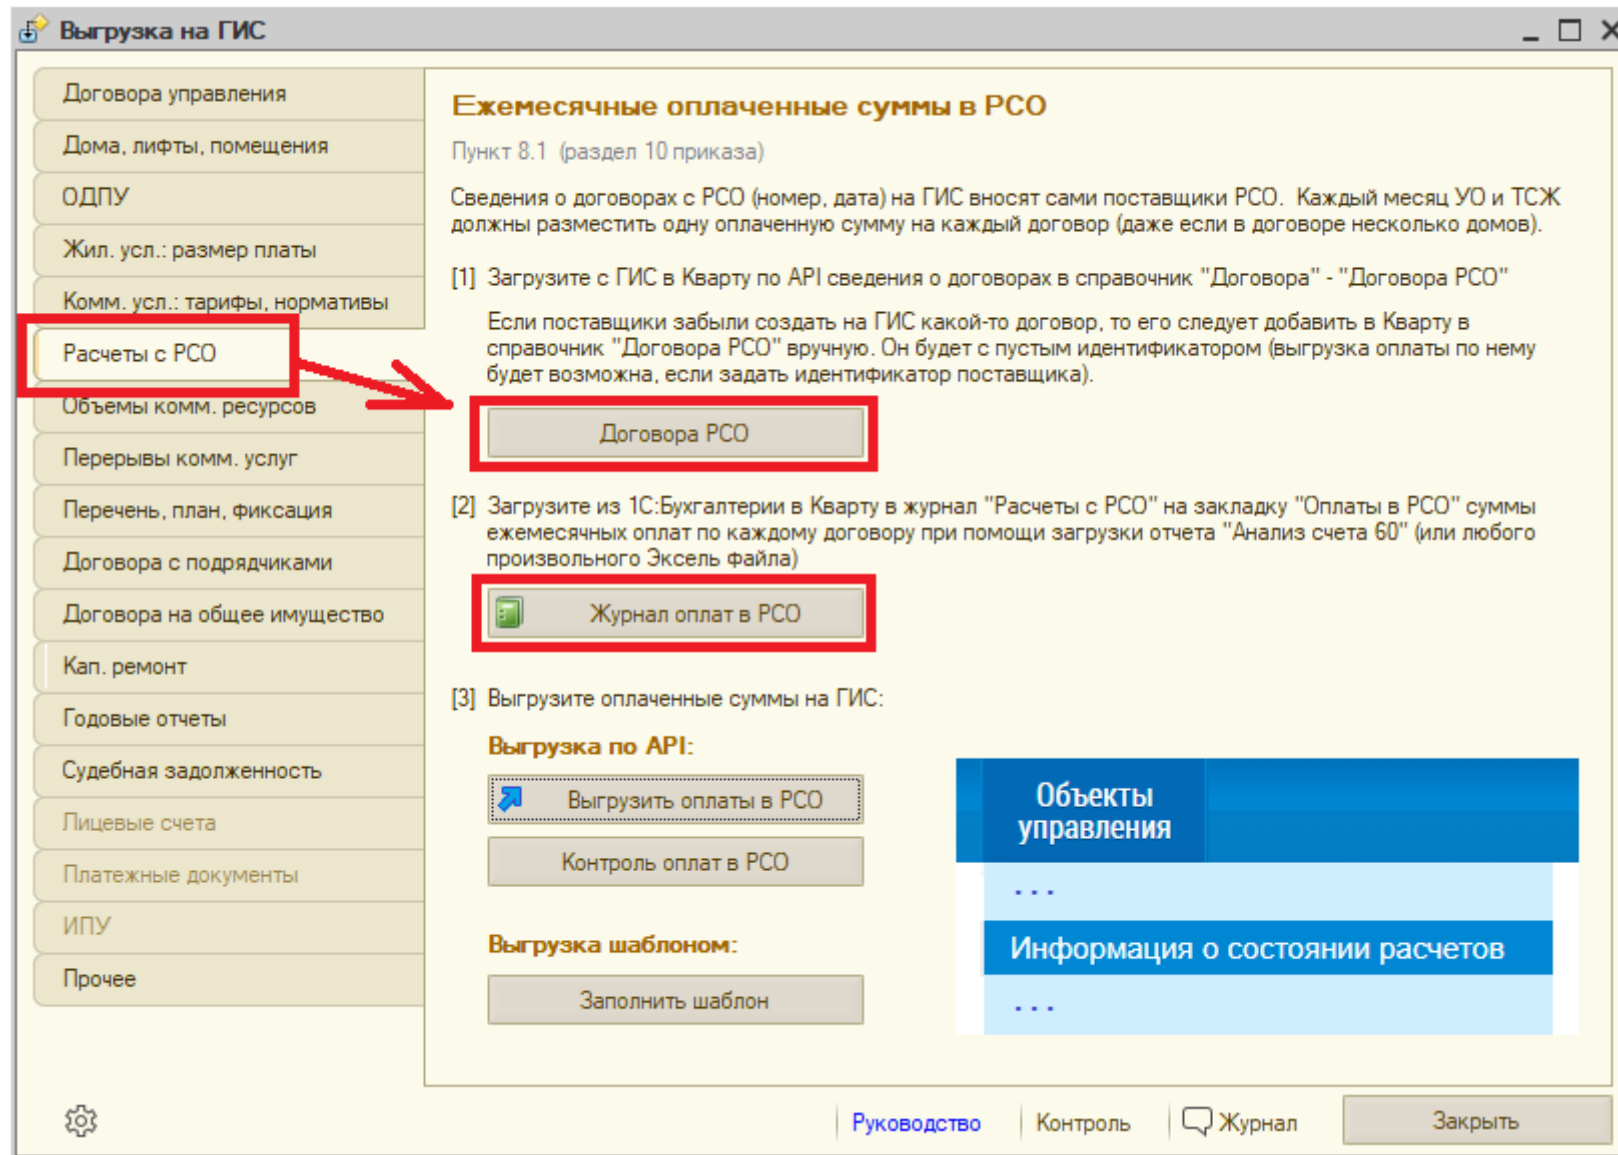 Выгрузка на ГИС
Договора управления
Дома, лифты, помещения
ОДПУ
Жил. усл.: размер платы
Комм. усл.: тарифы, нормативы
Расчеты с РСО
Объемы комм. ресурсов
Перерывы комм. услуг
Перечень, план, фиксация
Договора с подрядчиками
Договора на общее имущество
Кап. ремонт
Годовые отчеты
Судебная задолженность
Лицевые счета
Платежные документы
ИПУ
Прочее
Ежемесячные оплаченные суммы в РСО
Пункт 8.1 (раздел 10 приказа)
Сведения о договорах с РСО (номер, дата) на ГИС вносят сами поставщики РСО. Каждый месяц УО и ТСЖ
должны разместить одну оплаченную сумму на каждый договор (даже если в договоре несколько домов).
[1] Загрузите с ГИС в Кварту по API сведения о договорах в справочник "Договора" - "Договора РСО"
Если поставщики забыли создать на ГИС какой-то договор, то его следует добавить в Кварту в
справочник "Договора РСО" вручную. Он будет с пустым идентификатором (выгрузка оплаты по нему
будет возможна, если задать идентификатор поставщика).
Договора РСО
[2] Загрузите из 1С:Бухгалтерии в Кварту в журнал "Расчеты с РСО" на закладку "Оплаты в РСО" суммы
ежемесячных оплат по каждому договору при помощи загрузки отчета "Анализ счета 60" (или любого
произвольного Эксель файла)
Журнал оплат в РСО
[3] Выгрузите оплаченные суммы на ГИС:
Выгрузка по API:
Выгрузить оплаты в РСО
Контроль оплат в РСО
Выгрузка шаблоном:
Заполнить шаблон
Объекты
управления
...
Информация о состоянии расчетов
...
Руководство
Контроль
Журнал
Закрыть